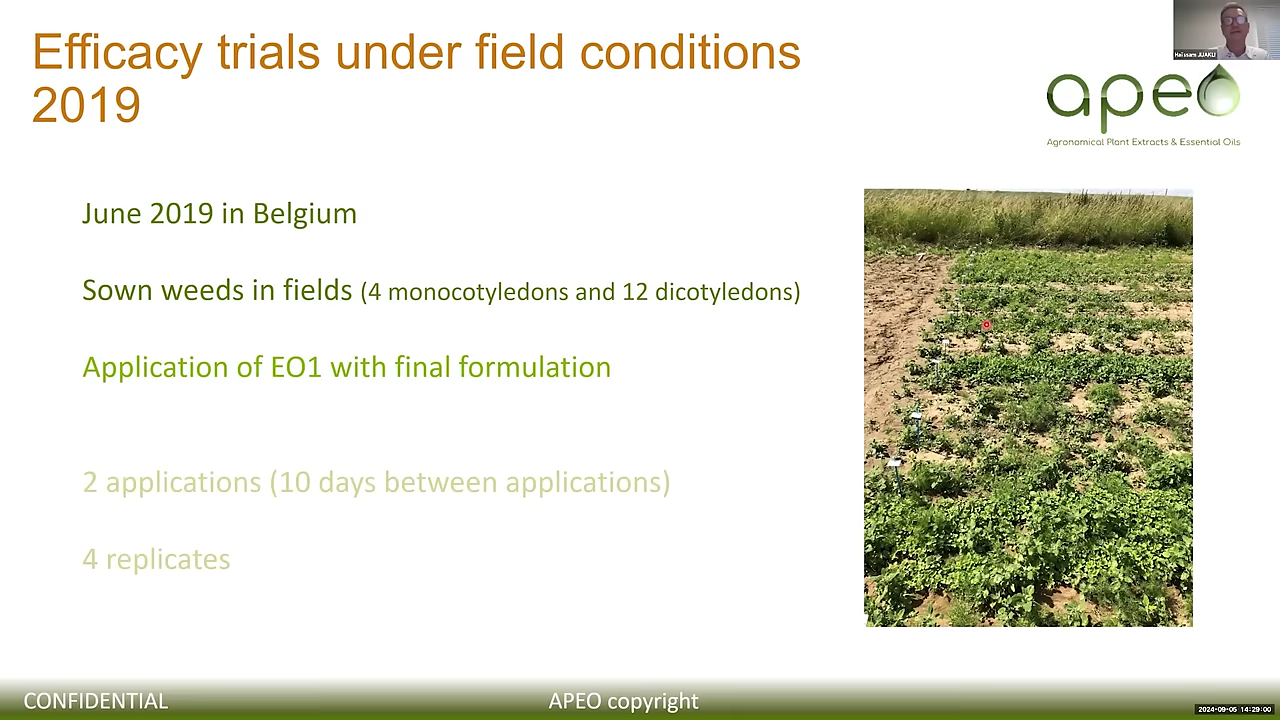 Efficacy trials under field conditions
2019
Haissam JIJAKLI
apeo
Agronomical Plant Extracts & Essential Oils
June 2019 in Belgium
Sown weeds in fields (4 monocotyledons and 12 dicotyledons)
Application of EO1 with final formulation
2 applications (10 days between applications)
4 replicates
CONFIDENTIAL
APEO copyright
2024-09-05 14:29:00